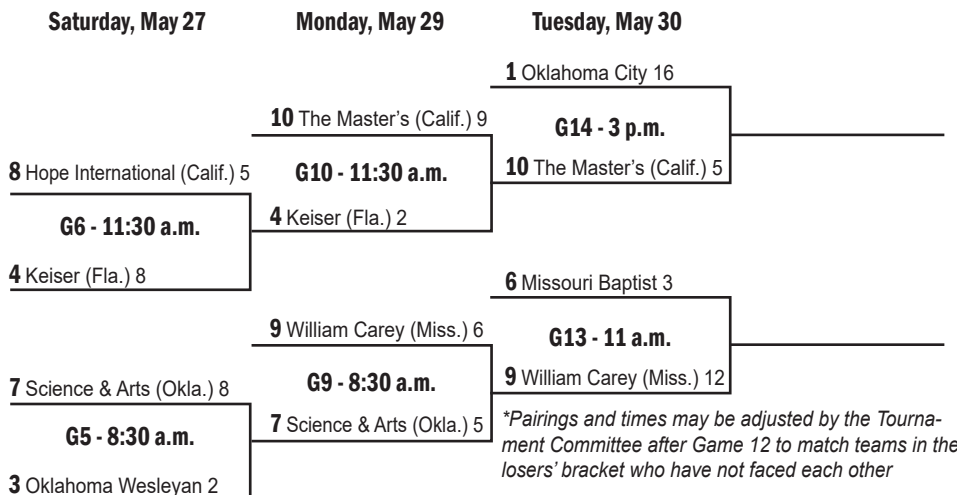 Saturday, May 27
Monday, May 29
Tuesday, May 30
1 Oklahoma City 16
10 The Master's (Calif.) 9
G14 - 3 p.m.
8 Hope International (Calif.) 5
G10 - 11:30 a.m.
10 The Master's (Calif.) 5
G6 - 11:30 a.m.
4 Keiser (Fla.) 2
4 Keiser (Fla.) 8
6 Missouri Baptist 3
9 William Carey (Miss.) 6
G13 - 11 a.m.
7 Science & Arts (Okla.) 8
G9 - 8:30 a.m.
9 William Carey (Miss.) 12
G5 - 8:30 a.m.
7 Science & Arts (Okla.) 5
3 Oklahoma Wesleyan 2
*Pairings and times may be adjusted by the Tourna-
ment Committee after Game 12 to match teams in the
losers' bracket who have not faced each other